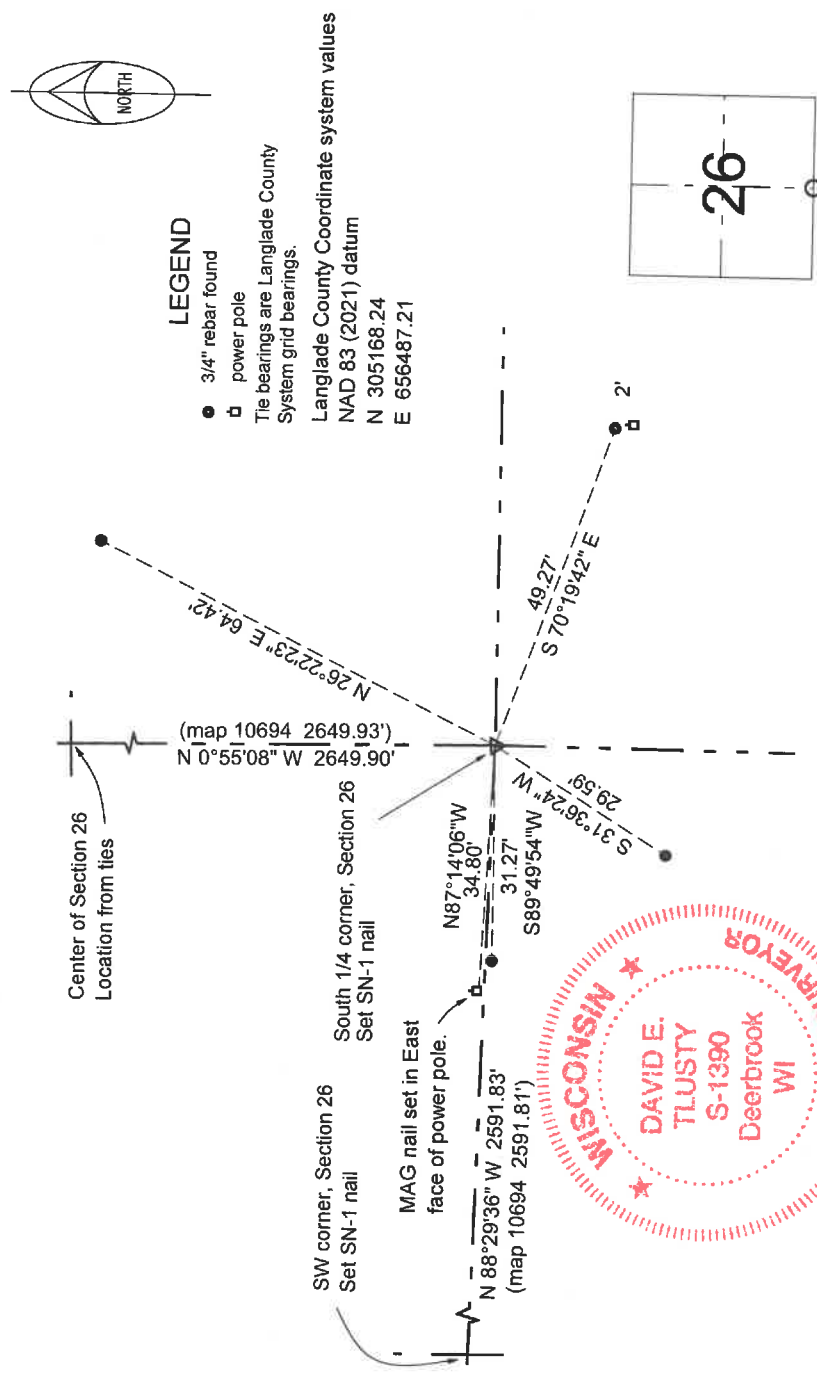 NORTH
LEGEND
3/4" rebar found
power pole
Tie bearings are Langlade County
System grid bearings.
Langlade County Coordinate system values
NAD 83 (2021) datum
N 305168.24
E 656487.21
Center of Section 26
Location from ties
(map 10694 2649.93')
N 0°55'08" W 2649.90'
N 26°22'23" E 64.42'
South 1/4 corner, Section 26
Set SN-1 nail
SW corner, Section 26
Set SN-1 nail
MAG nail set in East
face of power pole.
N87°14'06"W
34.80'
31.27'
S89°49'54"W
49.27'
S 70°19'42" E
2'
S 31°36'24" W
29.59'
N 88°29'36" W 2591.83'
(map 10694 2591.81')
26
WISCONSIN
DAVID E.
TLUSTY
S-1390
Deerbrook
WI